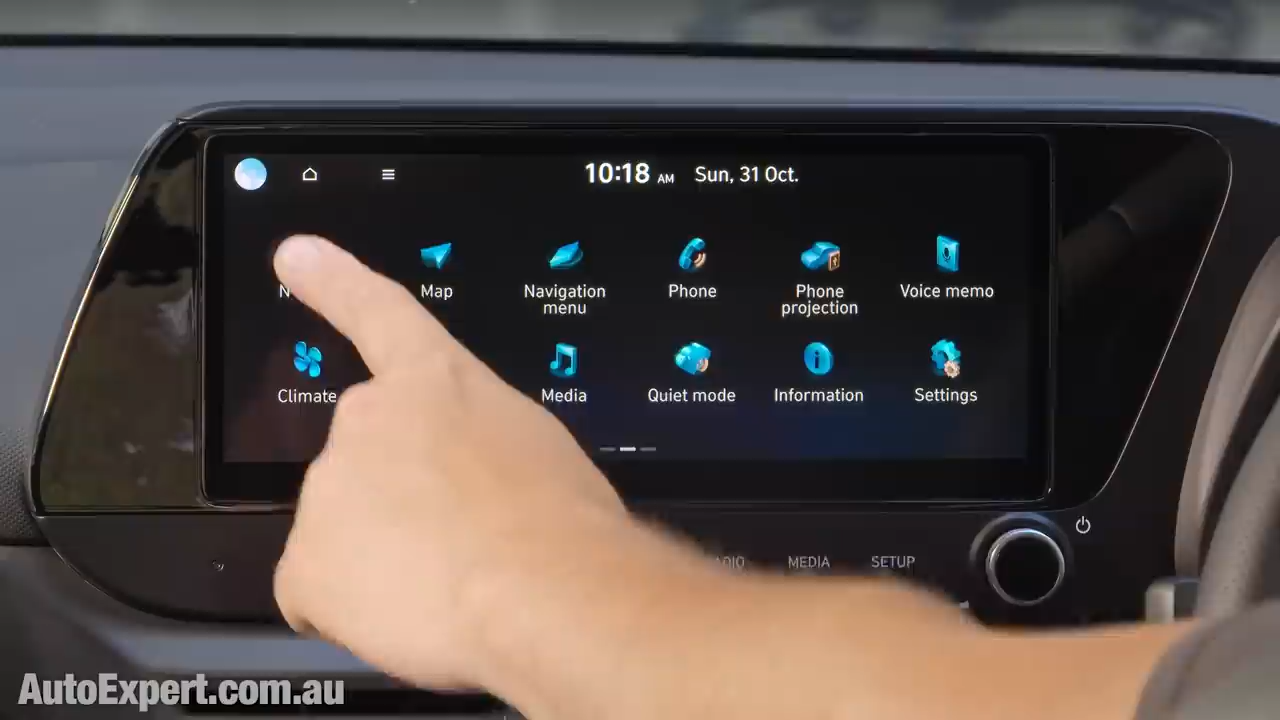 10:18 AM Sun, 31 Oct.
Map
Navigation
menu
Phone
Phone
projection
Voice memo
Climate
Media
Quiet mode
Information
Settings
MEDIA
SETUP
AutoExpert.com.au